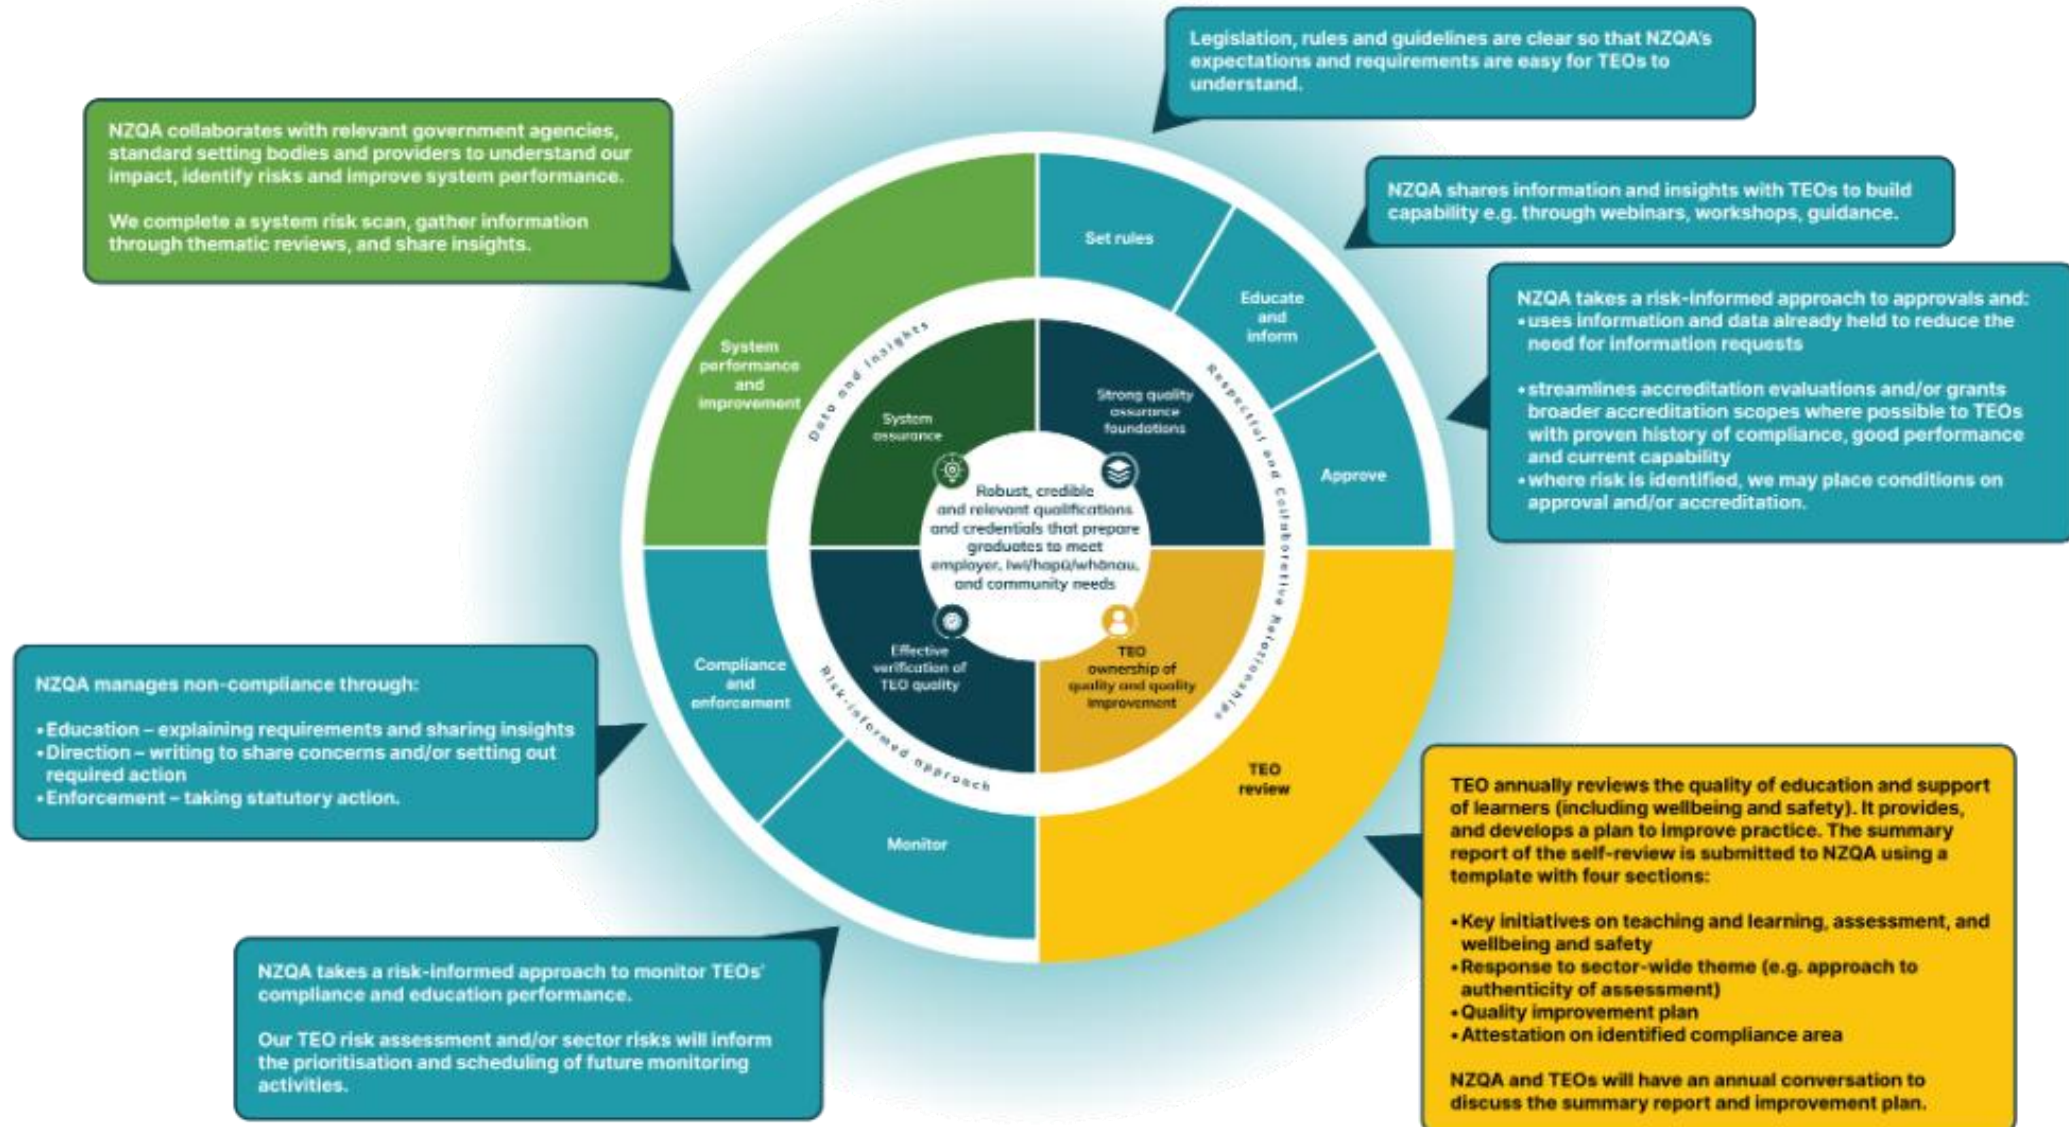 Legislation, rules and guidelines are clear so that NZQA's
expectations and requirements are easy for TEOs to
understand.
NZQA collaborates with relevant government agencies,
standard setting bodies and providers to understand our
impact, identify risks and improve system performance.
We complete a system risk scan, gather information
through thematic reviews, and share insights.
NZQA shares information and insights with TEOs to build
capability e.g. through webinars, workshops, guidance.
NZQA takes a risk-informed approach to approvals and:
•uses information and data already held to reduce the
need for information requests
•streamlines accreditation evaluations and/or grants
broader accreditation scopes where possible to TEOs
with proven history of compliance, good performance
and current capability
•where risk is identified, we may place conditions on
approval and/or accreditation.
Set rules
Educate
and
inform
Approve
System
performance
and
improvement
Data and Insights
Respectful and Collaborative Relationships
Risk-informed approach
System
assurance
Strong quality
assurance
foundations
Robust, credible
and relevant qualifications
and credentials that prepare
graduates to meet
employer, iwi/hapū/whānau,
and community needs
Effective
verification of
TEO quality
TEO
ownership of
quality and quality
improvement
Compliance
and
enforcement
Monitor
TEO
review
NZQA manages non-compliance through:
•Education – explaining requirements and sharing insights
•Direction – writing to share concerns and/or setting out
required action
•Enforcement – taking statutory action.
NZQA takes a risk-informed approach to monitor TEOs'
compliance and education performance.
Our TEO risk assessment and/or sector risks will inform
the prioritisation and scheduling of future monitoring
activities.
TEO annually reviews the quality of education and support
of learners (including wellbeing and safety). It provides,
and develops a plan to improve practice. The summary
report of the self-review is submitted to NZQA using a
template with four sections:
•Key initiatives on teaching and learning, assessment, and
wellbeing and safety
•Response to sector-wide theme (e.g. approach to
authenticity of assessment)
•Quality improvement plan
•Attestation on identified compliance area
NZQA and TEOs will have an annual conversation to
discuss the summary report and improvement plan.